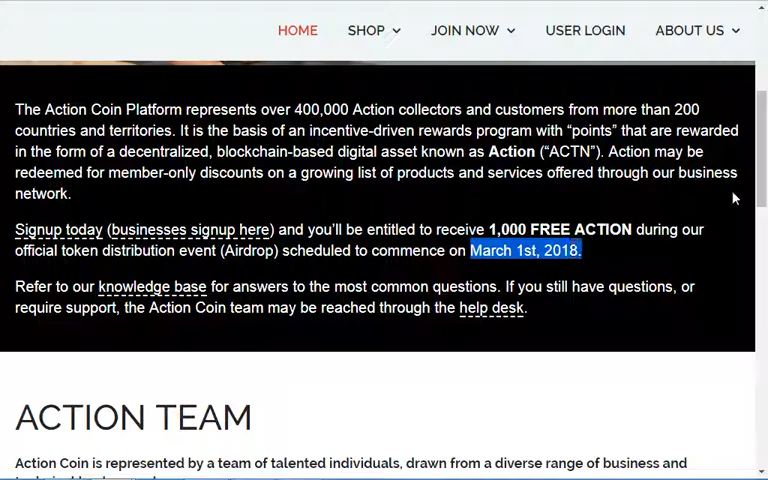 HOME SHOP JOIN NOW USER LOGIN ABOUT US
The Action Coin Platform represents over 400,000 Action collectors and customers from more than 200
countries and territories. It is the basis of an incentive-driven rewards program with “points” that are rewarded
in the form of a decentralized, blockchain-based digital asset known as Action (“ACTN”). Action may be
redeemed for member-only discounts on a growing list of products and services offered through our business
network.
Signup today (businesses signup here) and you’ll be entitled to receive 1,000 FREE ACTION during our
official token distribution event (Airdrop) scheduled to commence on March 1st, 2018.
Refer to our knowledge base for answers to the most common questions. If you still have questions, or
require support, the Action Coin team may be reached through the help desk.
ACTION TEAM
Action Coin is represented by a team of talented individuals, drawn from a diverse range of business and